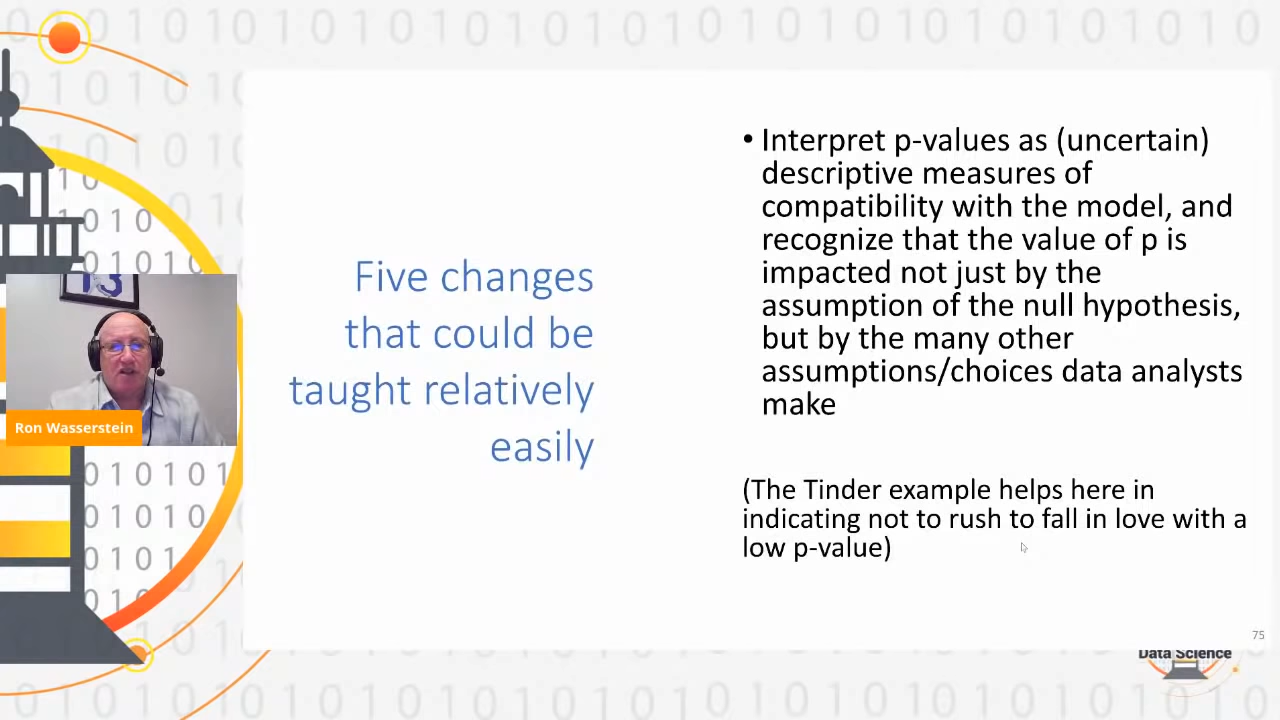 Five changes
that could be
taught relatively
easily
• Interpret p-values as (uncertain)
descriptive measures of
compatibility with the model, and
recognize that the value of p is
impacted not just by the
assumption of the null hypothesis,
but by the many other
assumptions/choices data analysts
make
(The Tinder example helps here in
indicating not to rush to fall in love with a
low p-value)
Ron Wasserstein
75
Data Science